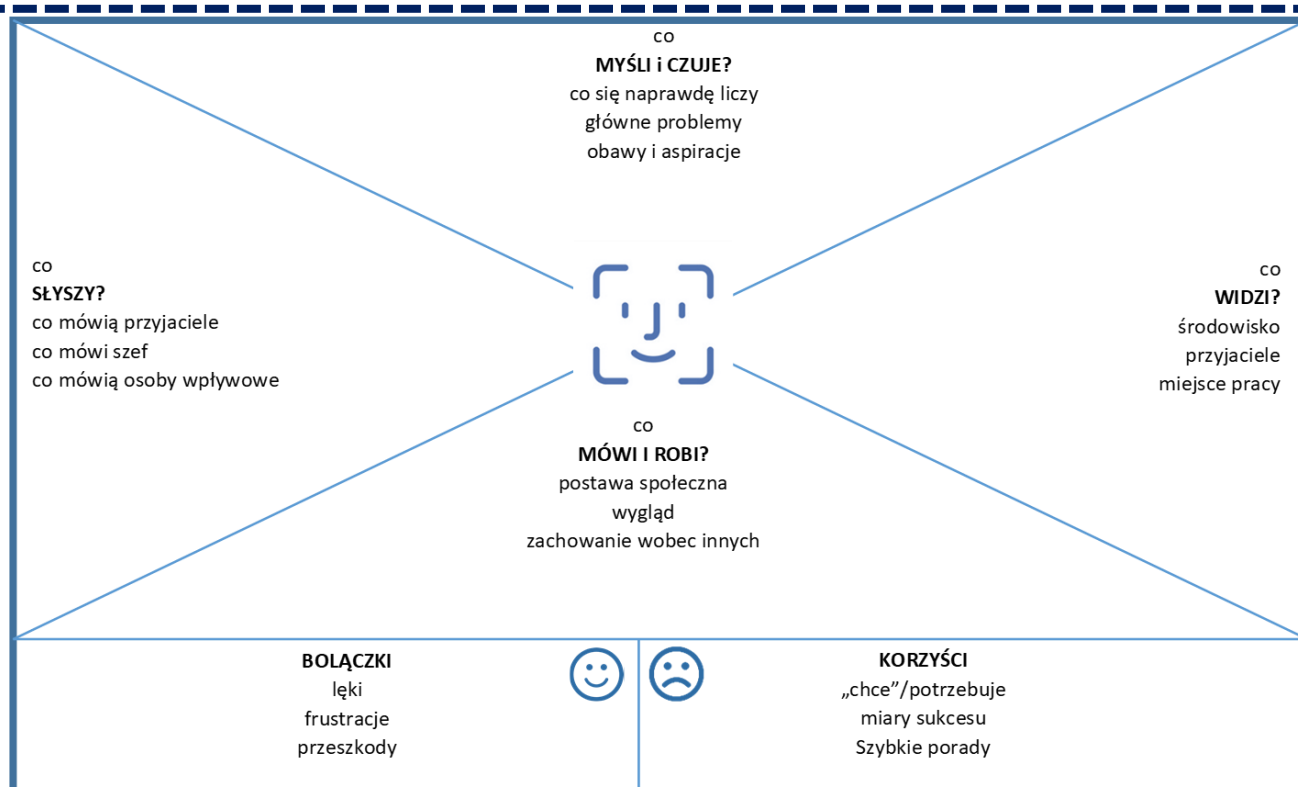 co
MYŚLI i CZUJE?
co się naprawdę liczy
główne problemy
obawy i aspiracje
co
SŁYSZY?
co mówią przyjaciele
co mówi szef
co mówią osoby wpływowe
co
WIDZI?
środowisko
przyjaciele
miejsce pracy
co
MÓWI I ROBI?
postawa społeczna
wygląd
zachowanie wobec innych
BOLĄCZKI
lęki
frustracje
przeszkody
KORZYŚCI
„chce”/potrzebuje
miary sukcesu
Szybkie porady